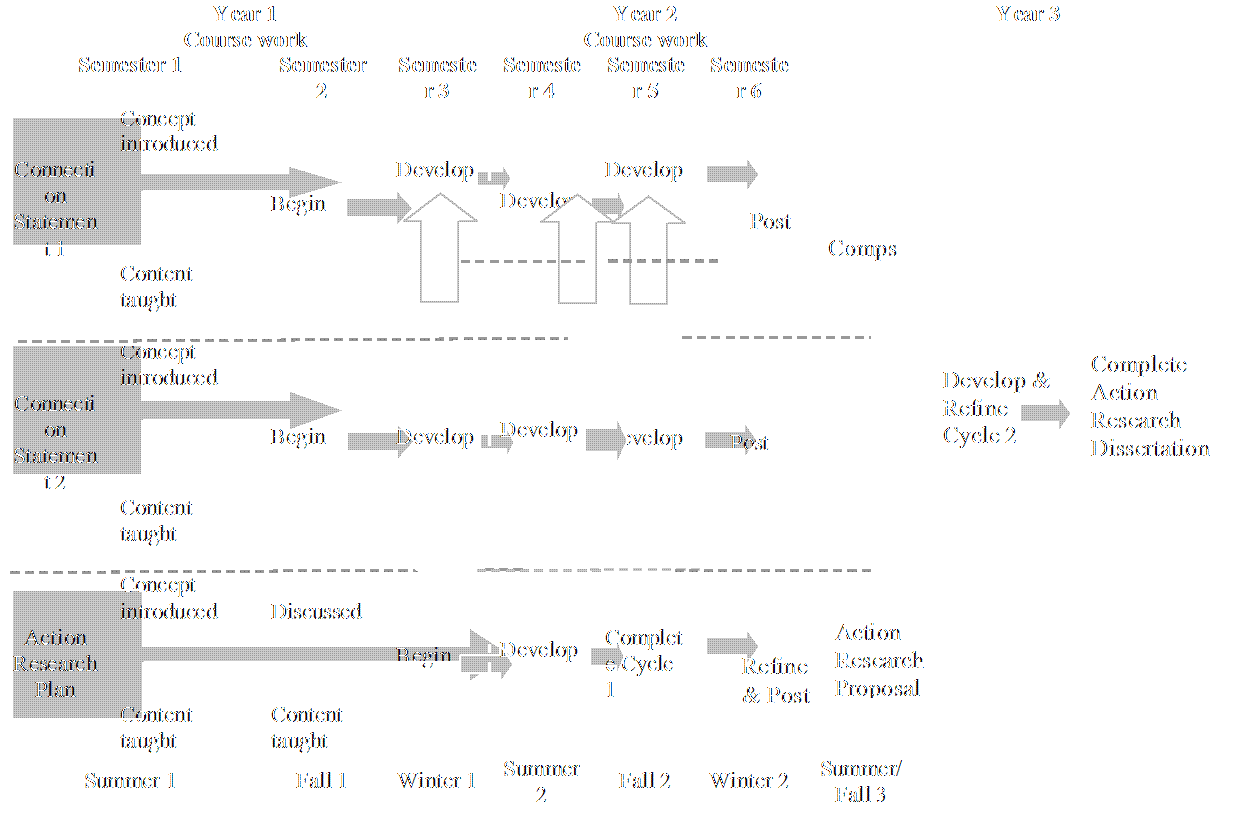 Year 1
Year 2
Year 3
Course work
Course work
Semester 1
Semester
2
Semeste
r 3
Semeste
r 4
Semeste
r 5
Semeste
r 6
Concept
introduced
Connecti
on
Statemen
t 1
Content
taught
Begin
Develop
Develop
Develop
Post
Comps
Concept
introduced
Connecti
on
Statemen
t 2
Content
taught
Begin
Develop
Develop
evelop
Post
Develop &
Refine
Cycle 2
Complete
Action
Research
Dissertation
Concept
introduced
Discussed
Action
Research
Plan
Content
taught
Content
taught
Begin
Develop
Complet
e/Cycle
1
Refine
& Post
Action
Research
Proposal
Summer 1
Fall 1
Winter 1
Summer
2
Fall 2
Winter 2
Summer/
Fall 3